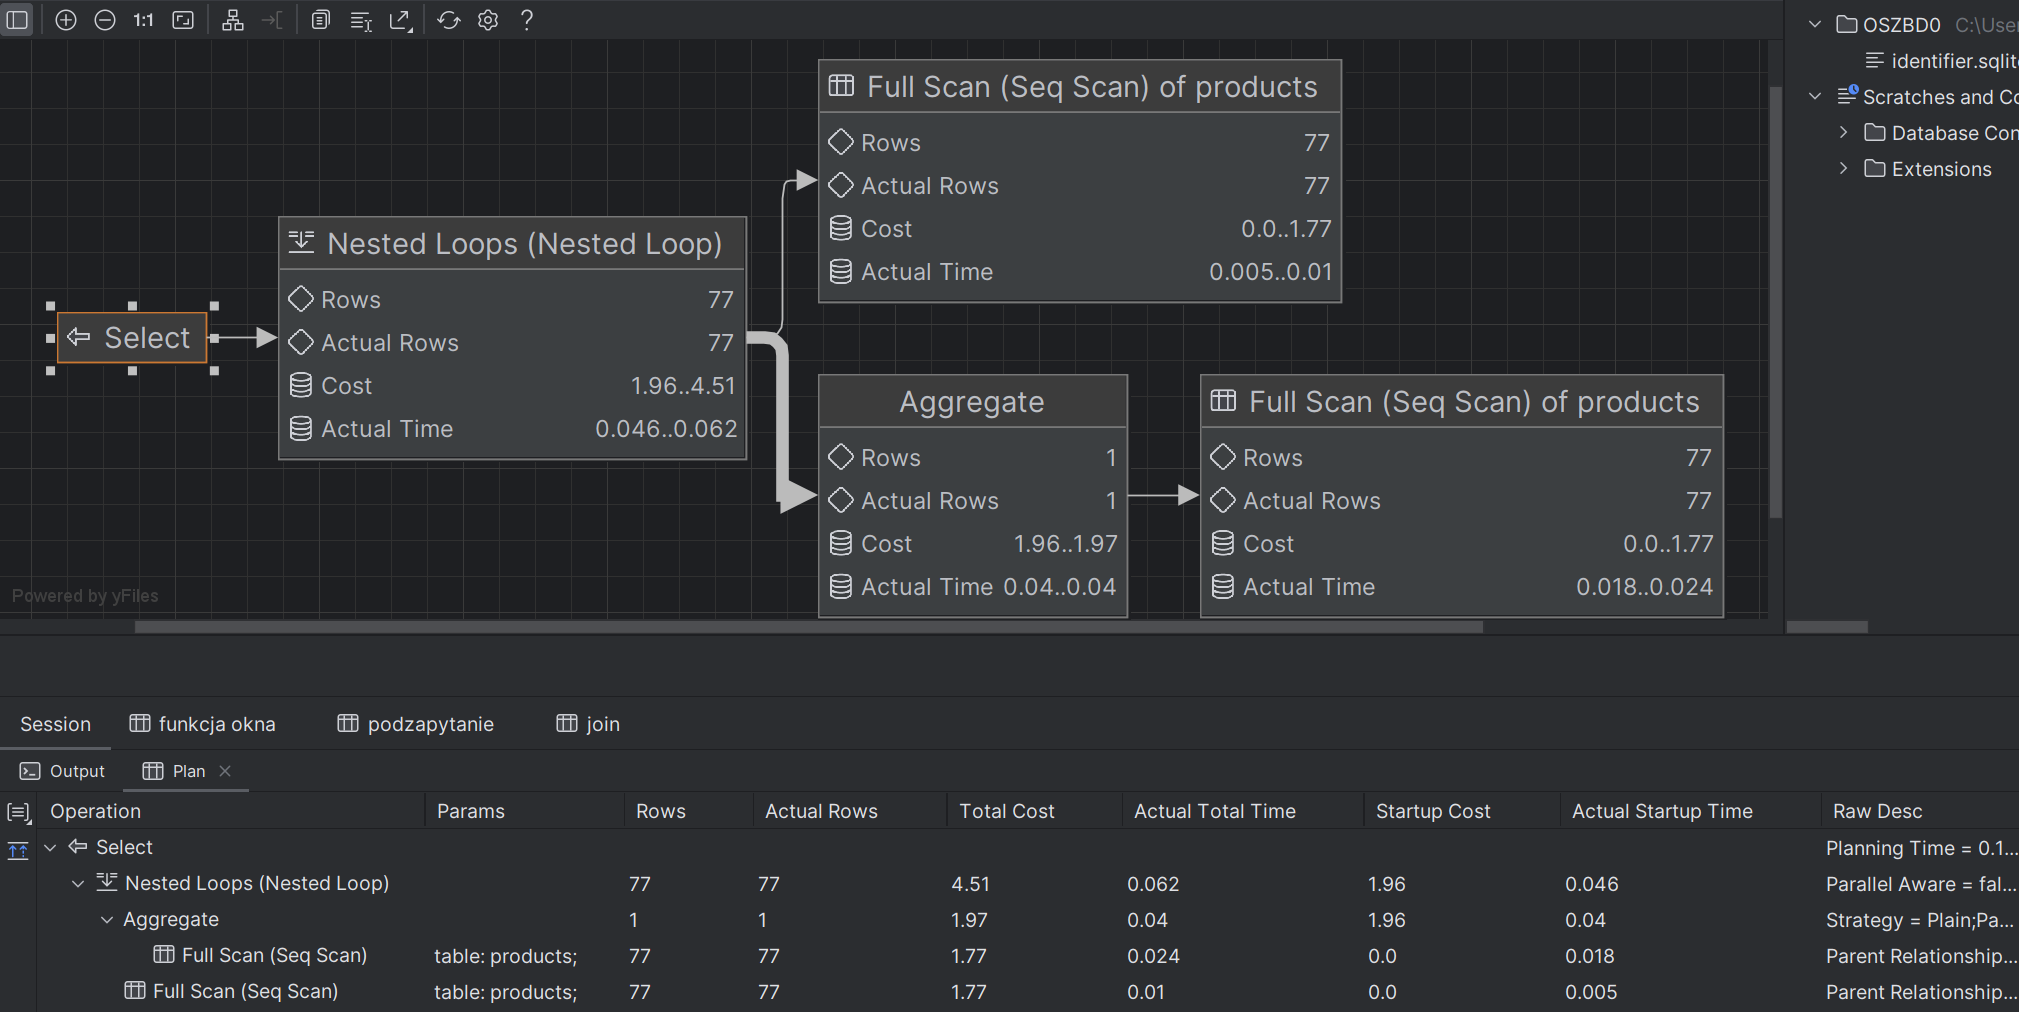 1:1
OSZBD0 C:\User
identifier.sqlit
Scratches and Co
Database Con
Extensions
Select
Nested Loops (Nested Loop)
Rows 77
Actual Rows 77
Cost 1.96..4.51
Actual Time 0.046..0.062
Full Scan (Seq Scan) of products
Rows 77
Actual Rows 77
Cost 0.0..1.77
Actual Time 0.005..0.01
Aggregate
Rows 1
Actual Rows 1
Cost 1.96..1.97
Actual Time 0.04..0.04
Full Scan (Seq Scan) of products
Rows 77
Actual Rows 77
Cost 0.0..1.77
Actual Time 0.018..0.024
Powered by yFiles
Session funkcja okna podzapytanie join
Output Plan
Operation Params Rows Actual Rows Total Cost Actual Total Time Startup Cost Actual Startup Time Raw Desc
Select Planning Time = 0.1...
Nested Loops (Nested Loop) 77 77 4.51 0.062 1.96 0.046 Parallel Aware = fal...
Aggregate 1 1 1.97 0.04 1.96 0.04 Strategy = Plain;Pa...
Full Scan (Seq Scan) table: products; 77 77 1.77 0.024 0.0 0.018 Parent Relationship...
Full Scan (Seq Scan) table: products; 77 77 1.77 0.01 0.0 0.005 Parent Relationship...